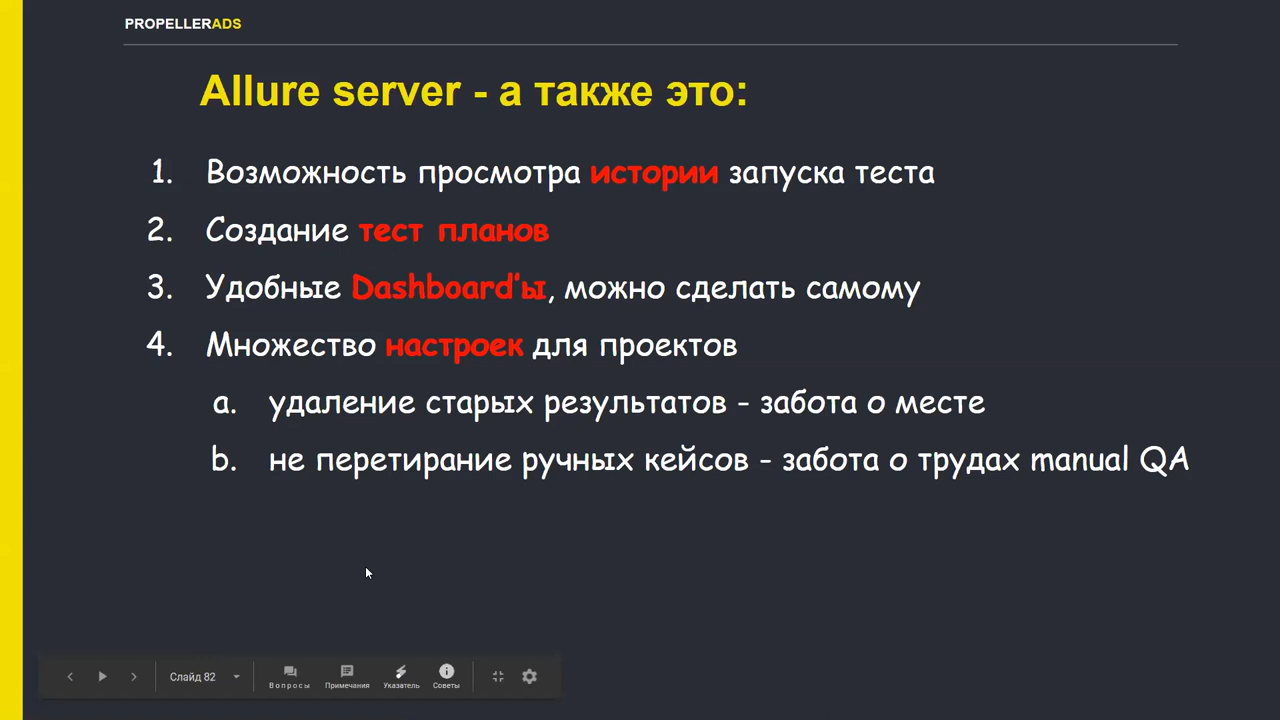 PROPELLERADS
Allure server - а также это:
1. Возможность просмотра истории запуска теста
2. Создание тест планов
3. Удобные Dashboard'ы, можно сделать самому
4. Множество настроек для проектов
a. удаление старых результатов - забота о месте
b. не перетирание ручных кейсов - забота о трудах manual QA
Слайд 82
Вопросы
Примечания
Указатель
Советы